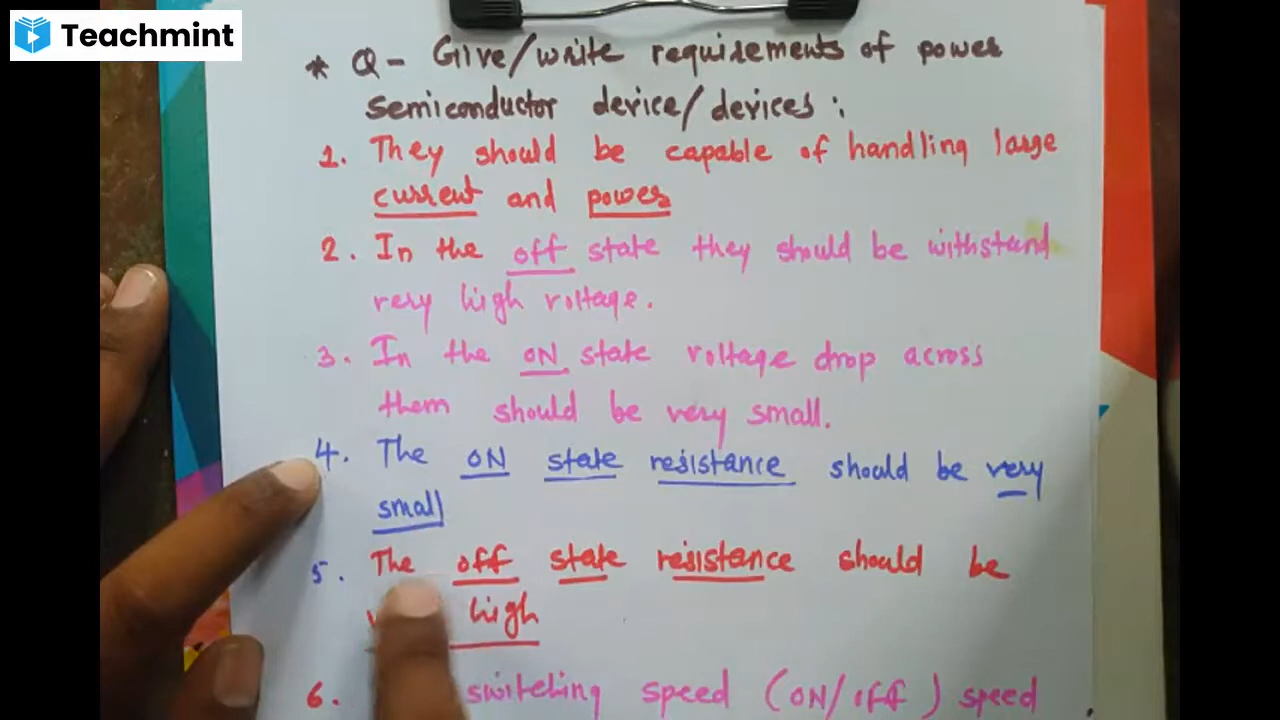 Teachmint
* Q - Give/write requirements of power
semiconductor device/devices :
1. They should be capable of handling large
current and power
2. In the off state they should be withstand
very high voltage.
3. In the ON state voltage drop across
them should be very small.
4. The ON state resistance should be very
small
5. The off state resistance should be
high
6. switching speed (ON/off) speed